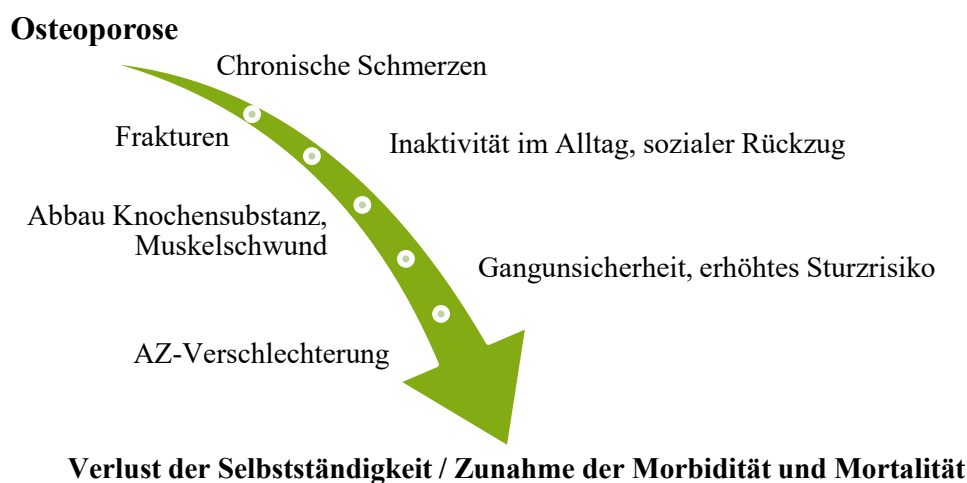 Osteoporose
Chronische Schmerzen
Frakturen
Inaktivität im Alltag, sozialer Rückzug
Abbau Knochensubstanz,
Muskelschwund
Gangunsicherheit, erhöhtes Sturzrisiko
AZ-Verschlechterung
Verlust der Selbstständigkeit / Zunahme der Morbidität und Mortalität